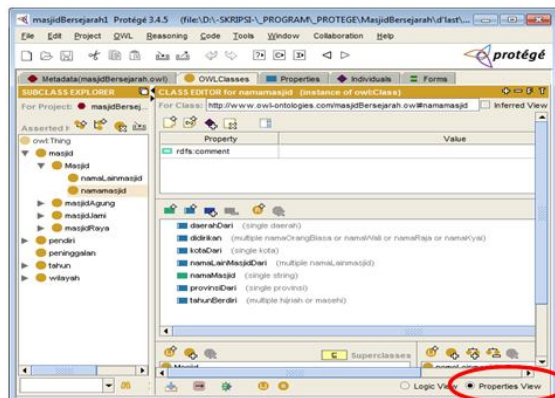 masjidBersejarah1 Protégé 3.4.5 (file:\D:\-SKRIPSI-\_PROGRAM\_PROTEGE\MasjidBersejarah\d'last\...
File Edit Project OWL Reasoning Code Tools Window Collaboration Help
protégé
Metadata(masjidBersejarah.owl) OWLClasses Properties Individuals Forms
SUBCLASS EXPLORER
CLASS EDITOR for namamasjid (instance of owl:Class)
For Project: masjidBersej...
For Class: http://www.owl-ontologies.com/masjidBersejarah.owl#namamasjid Inferred View
Asserted
Property Value
rdfs:comment
owl:Thing
masjid
Masjid
namaLainmasjid
namamasjid
masjidAgung
masjidJami
masjidRaya
pendiri
peninggalan
tahun
wilayah
daerahDari (single daerah)
didirikan (multiple namaOrangBiasa or namaWali or namaRaja or namaKyai)
kotaDari (single kota)
namaLainMasjidDari (multiple namaLainmasjid)
namaMasjid (single string)
provinsiDari (single provinsi)
tahunBerdiri (multiple hijriah or masehi)
Superclasses
Masjid
Logic View Properties View